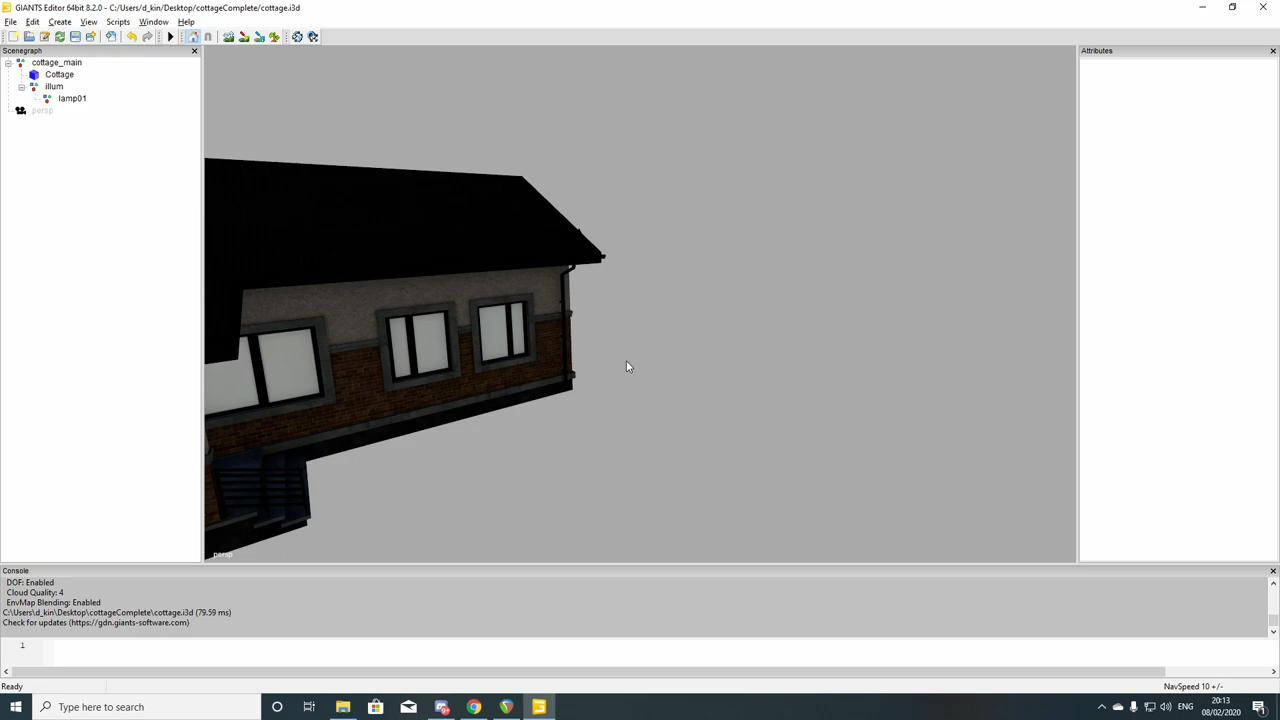 GIANTS Editor 64bit 8.2.0 - C:/Users/d_kin/Desktop/cottageComplete/cottage.i3d
File Edit Create View Scripts Window Help
Scenegraph
Attributes
cottage_main
Cottage
illum
lamp01
persp
persp
Console
DOF: Enabled
Cloud Quality: 4
EnvMap Blending: Enabled
C:\Users\d_kin\Desktop\cottageComplete\cottage.i3d (79.59 ms)
Check for updates (https://gdn.giants-software.com)
1
Ready
NavSpeed 10 +/-
Type here to search
ENG
20:13
08/02/2020